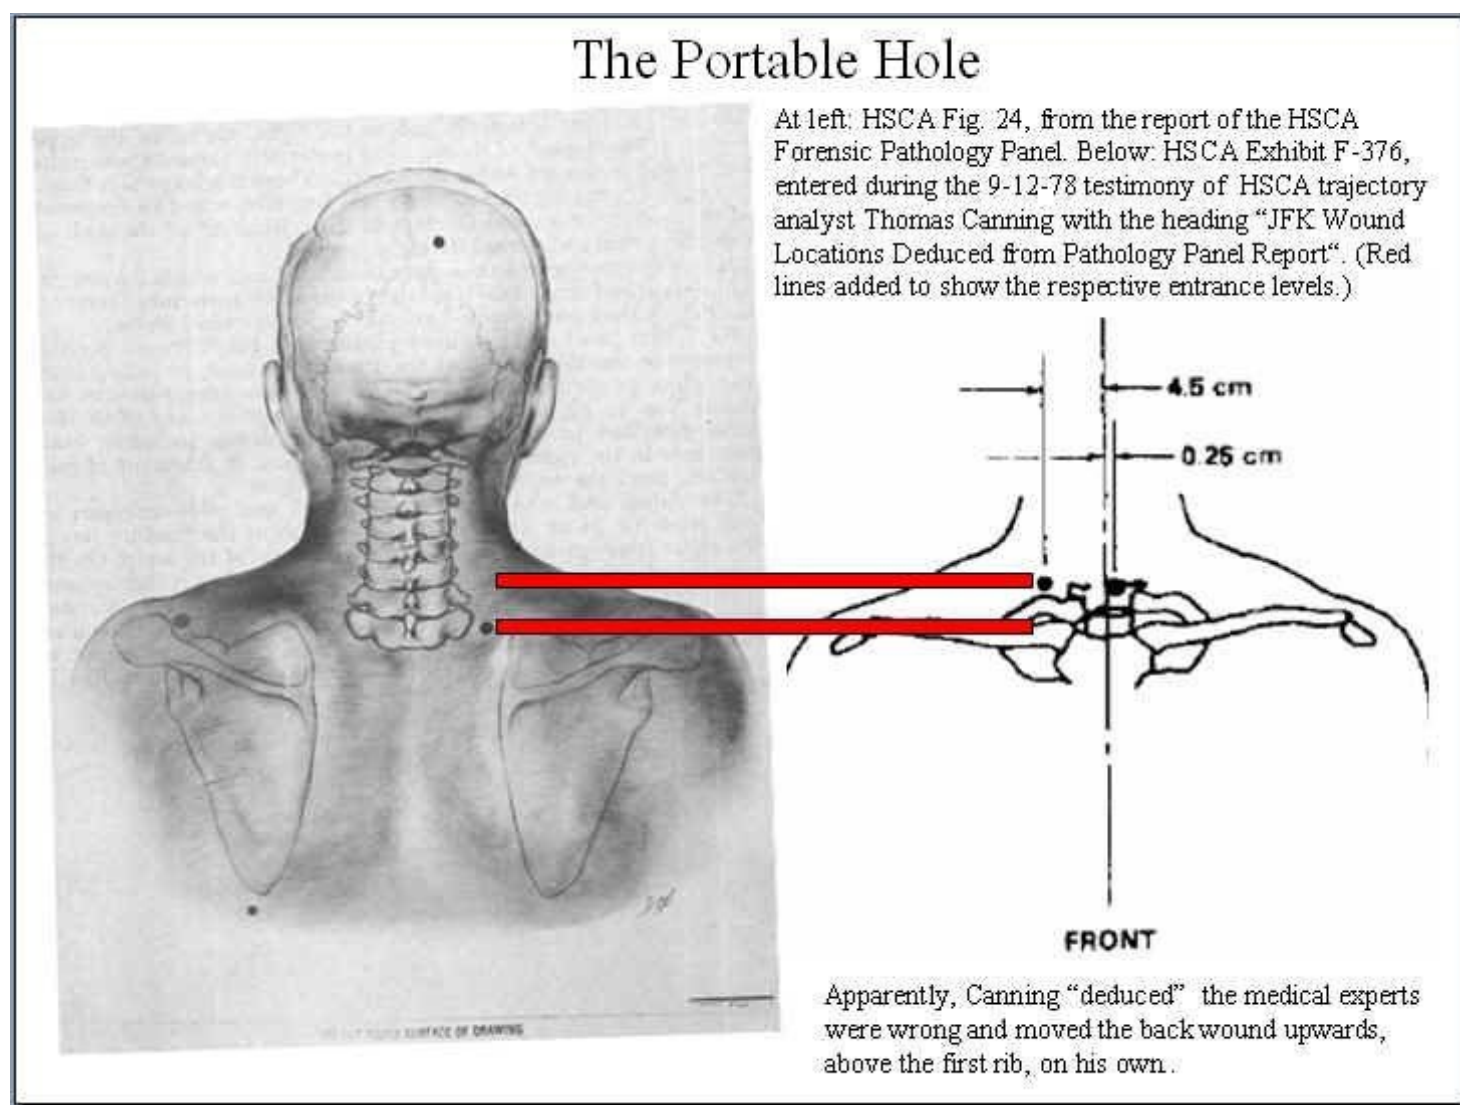 The Portable Hole
At left: HSCA Fig. 24, from the report of the HSCA
Forensic Pathology Panel. Below: HSCA Exhibit F-376,
entered during the 9-12-78 testimony of HSCA trajectory
analyst Thomas Canning with the heading “JFK Wound
Locations Deduced from Pathology Panel Report“. (Red
lines added to show the respective entrance levels.)
4.5 cm
0.25 cm
FRONT
SURFACE OF DRAWING
Apparently, Canning “deduced” the medical experts
were wrong and moved the back wound upwards,
above the first rib, on his own.